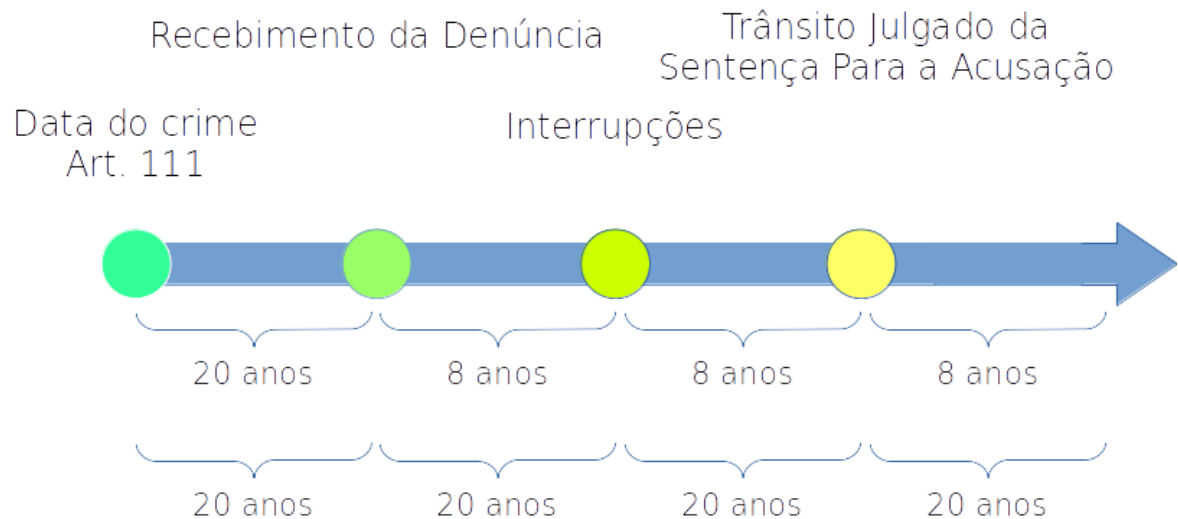 Recebimento da Denúncia
Trânsito Julgado da
Sentença Para a Acusação
Data do crime
Art. 111
Interrupções
20 anos
8 anos
8 anos
8 anos
20 anos
20 anos
20 anos
20 anos